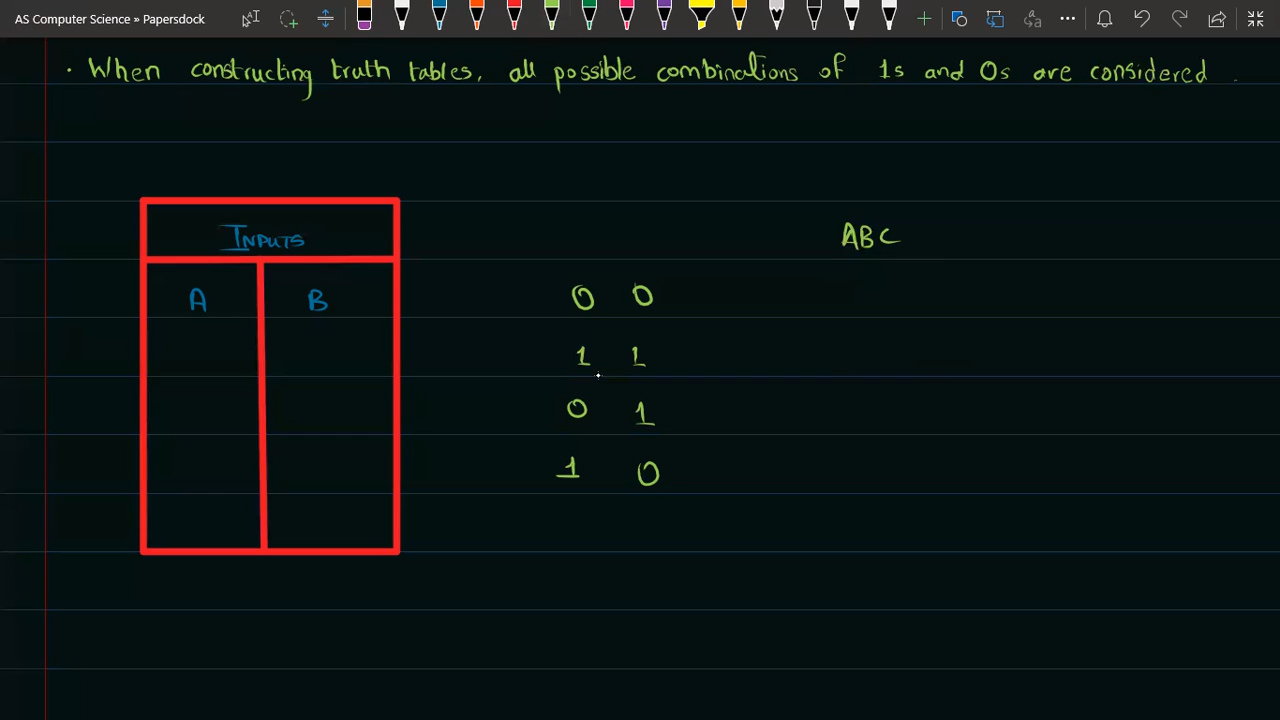 AS Computer Science » Papersdock
· When constructing truth tables, all possible combinations of 1s and 0s are considered.
INPUTS
ABC
A B
0 0
1 1
0 1
1 0